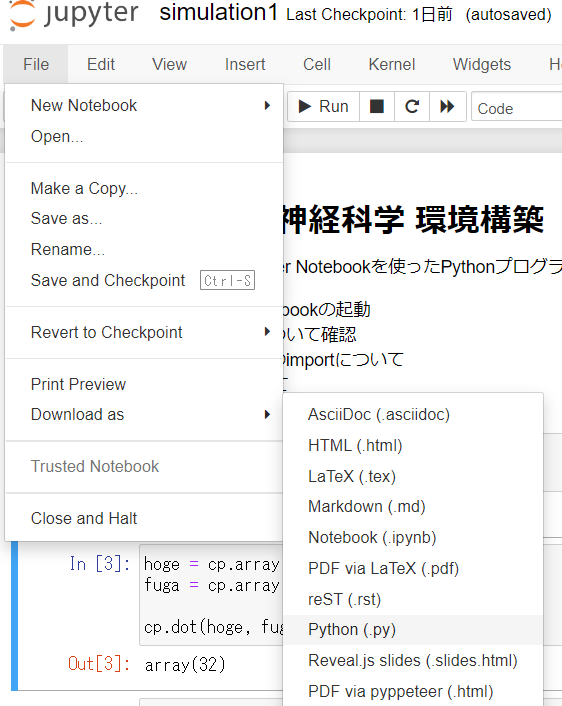 jupyter simulation1 Last Checkpoint: 1日前 (autosaved)
File Edit View Insert Cell Kernel Widgets
New Notebook
Open...
Make a Copy...
Save as...
Rename...
Save and Checkpoint Ctrl-S
Revert to Checkpoint
Print Preview
Download as
Trusted Notebook
Close and Halt
Run Code
神経科学 環境構築
er Notebookを使ったPythonプログラ
bookの起動
ついて確認
のimportについて
AsciiDoc (.asciidoc)
HTML (.html)
LaTeX (.tex)
Markdown (.md)
Notebook (.ipynb)
PDF via LaTeX (.pdf)
reST (.rst)
Python (.py)
Reveal.js slides (.slides.html)
PDF via pyppeteer (.html)
In [3]: hoge = cp.array
fuga = cp.array
cp.dot(hoge, fug
Out[3]: array(32)